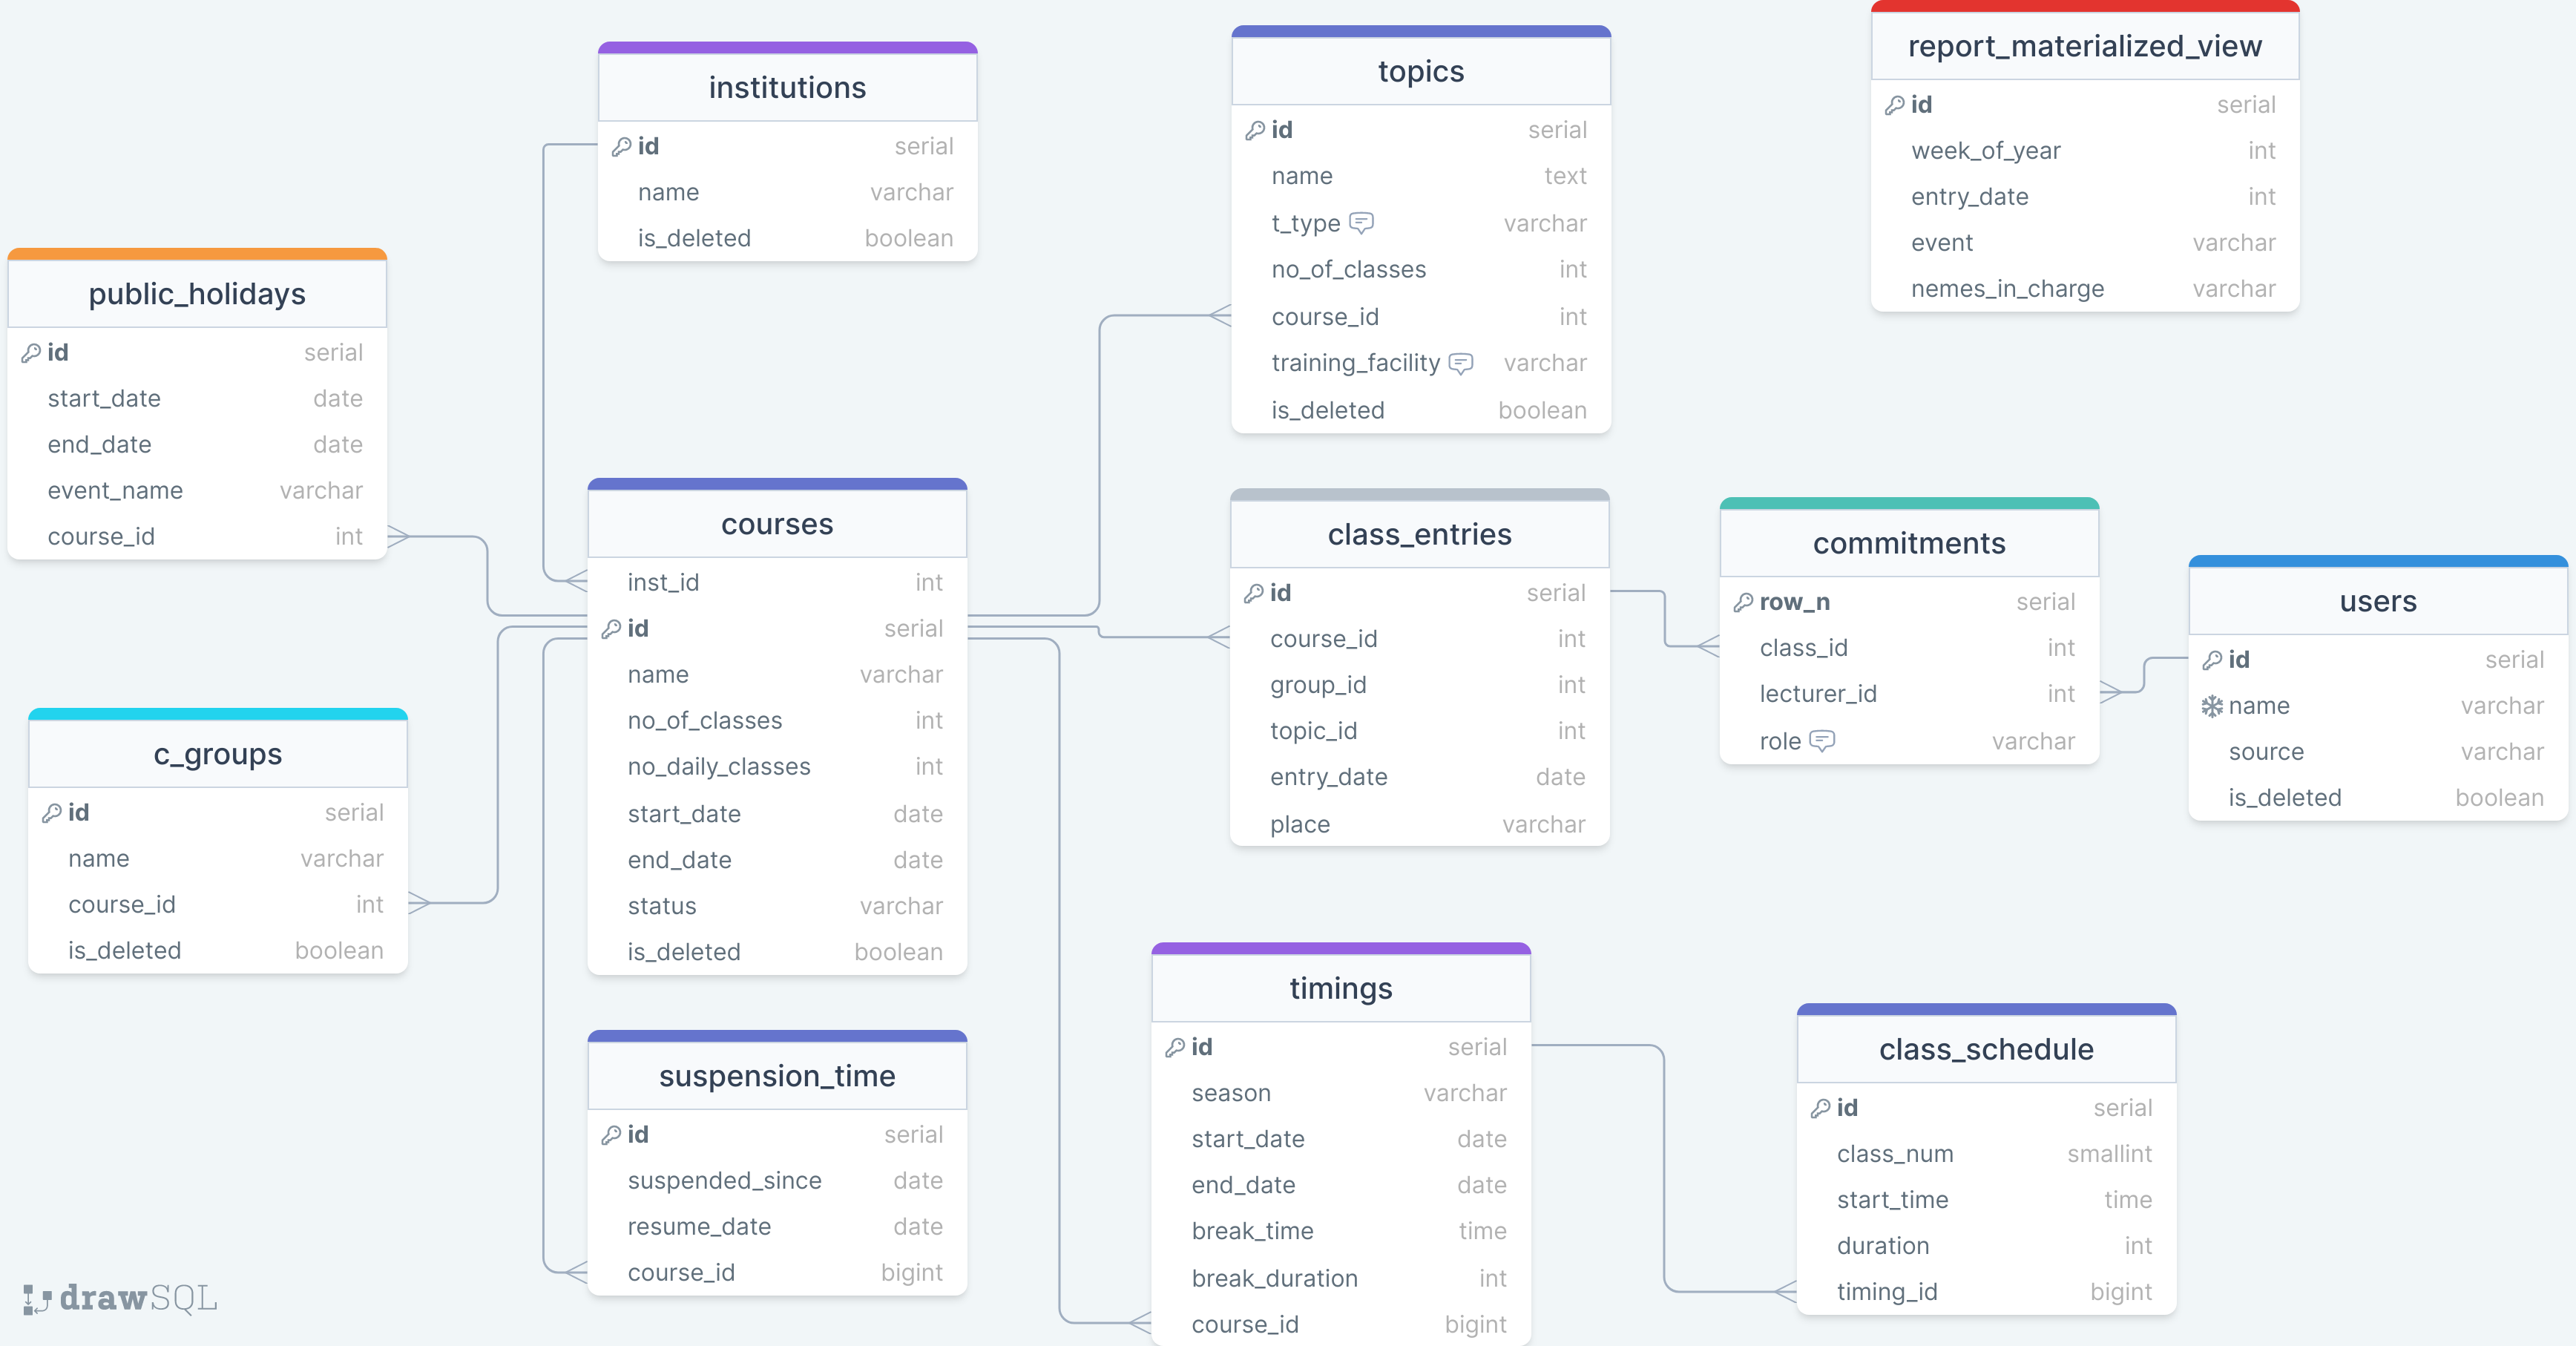 institutions
id serial
name varchar
is_deleted boolean
topics
id serial
name text
t_type varchar
no_of_classes int
course_id int
training_facility varchar
is_deleted boolean
report_materialized_view
id serial
week_of_year int
entry_date int
event varchar
nemes_in_charge varchar
public_holidays
id serial
start_date date
end_date date
event_name varchar
course_id int
courses
inst_id int
id serial
name varchar
no_of_classes int
no_daily_classes int
start_date date
end_date date
status varchar
is_deleted boolean
class_entries
id serial
course_id int
group_id int
topic_id int
entry_date date
place varchar
commitments
row_n serial
class_id int
lecturer_id int
role varchar
users
id serial
name varchar
source varchar
is_deleted boolean
c_groups
id serial
name varchar
course_id int
is_deleted boolean
suspension_time
id serial
suspended_since date
resume_date date
course_id bigint
timings
id serial
season varchar
start_date date
end_date date
break_time time
break_duration int
course_id bigint
class_schedule
id serial
class_num smallint
start_time time
duration int
timing_id bigint
drawSQL